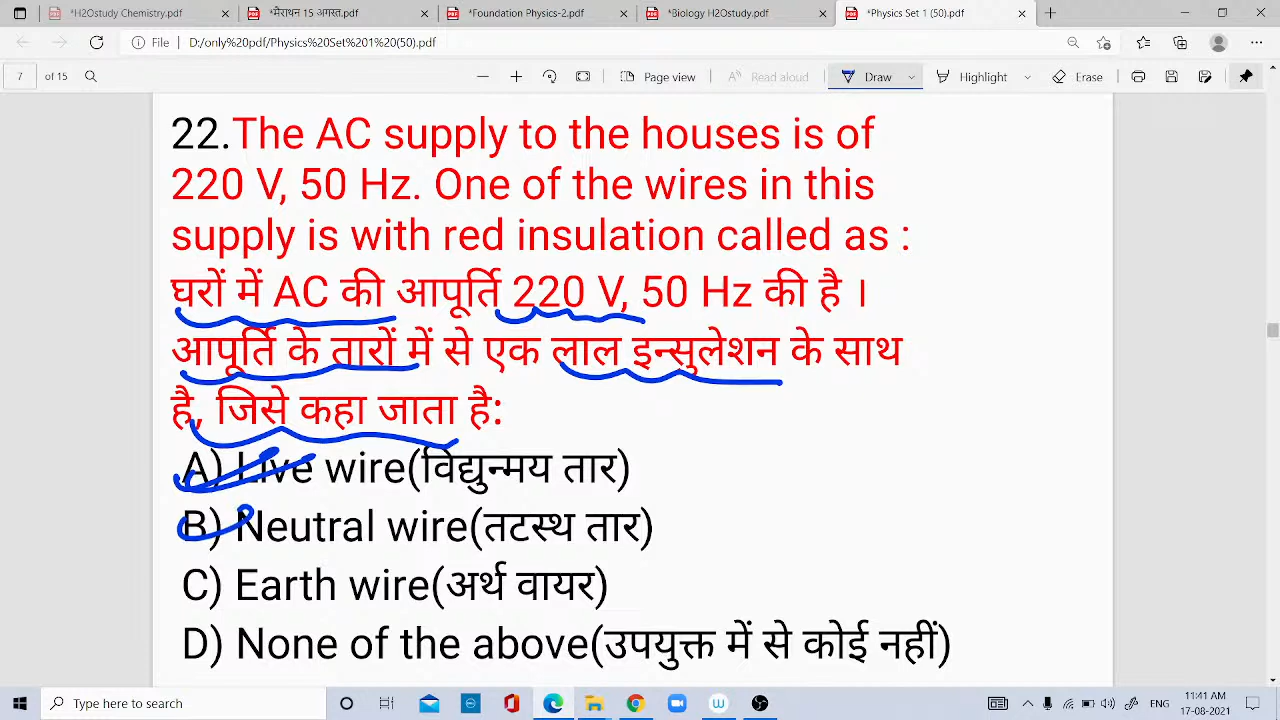 *H2Ostudy Chemistry.pdf
*मैराथन 15 अगस्त.pdf
*Foundation Physics-2.pdf
*Biology H2Otudy.pdf
*Physics Set 1 (50).pdf
File D:/only%20pdf/Physics%20Set%201%20(50).pdf
7 of 15 Page view Read aloud Draw Highlight Erase
22.The AC supply to the houses is of
220 V, 50 Hz. One of the wires in this
supply is with red insulation called as :
घरों में AC की आपूर्ति 220 V, 50 Hz की है ।
आपूर्ति के तारों में से एक लाल इन्सुलेशन के साथ
है, जिसे कहा जाता है:
A) Live wire(विद्युन्मय तार)
B) Neutral wire(तटस्थ तार)
C) Earth wire(अर्थ वायर)
D) None of the above(उपयुक्त में से कोई नहीं)
Type here to search
ENG
11:41 AM
17-08-2021